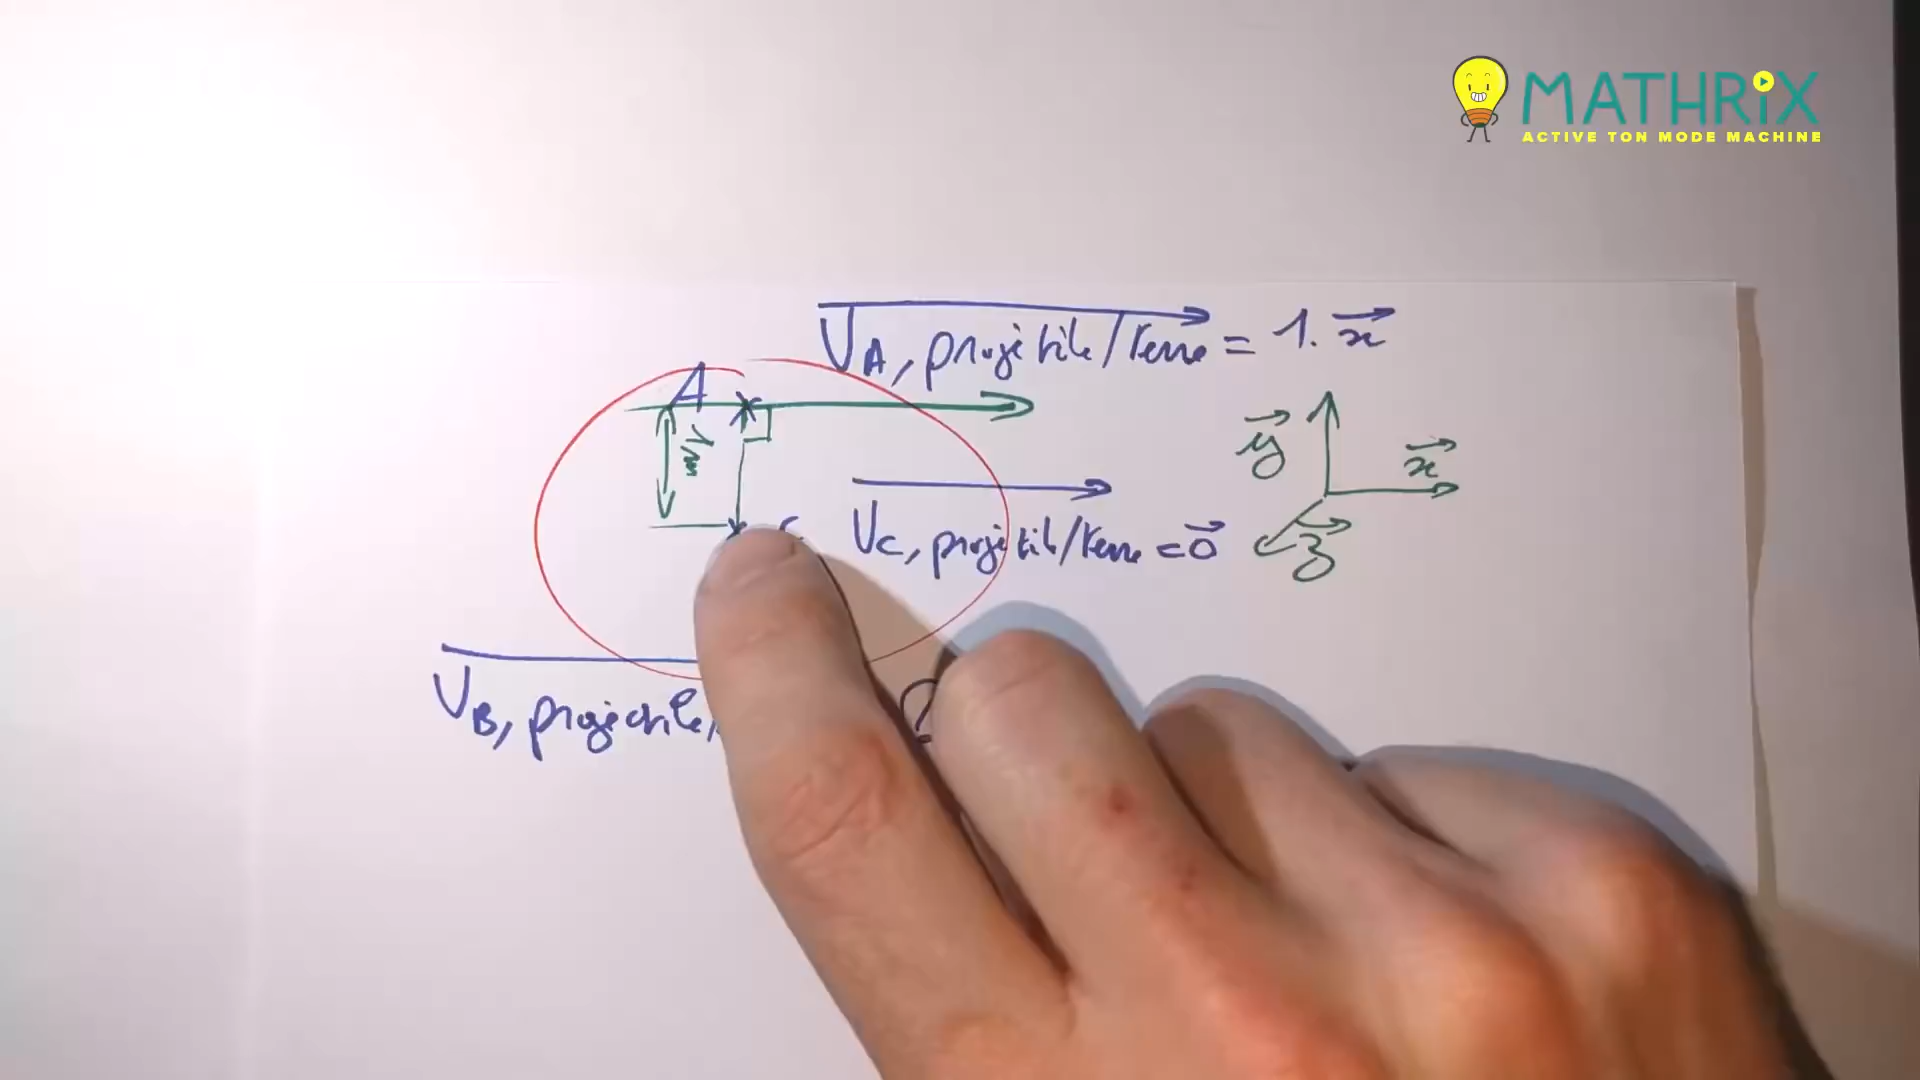 MATHRiX
ACTIVE TON MODE MACHINE
V A, projectile/Terre = 1. x
A
y
x
V C, projectile/Terre = 0
z
V B, projectile/